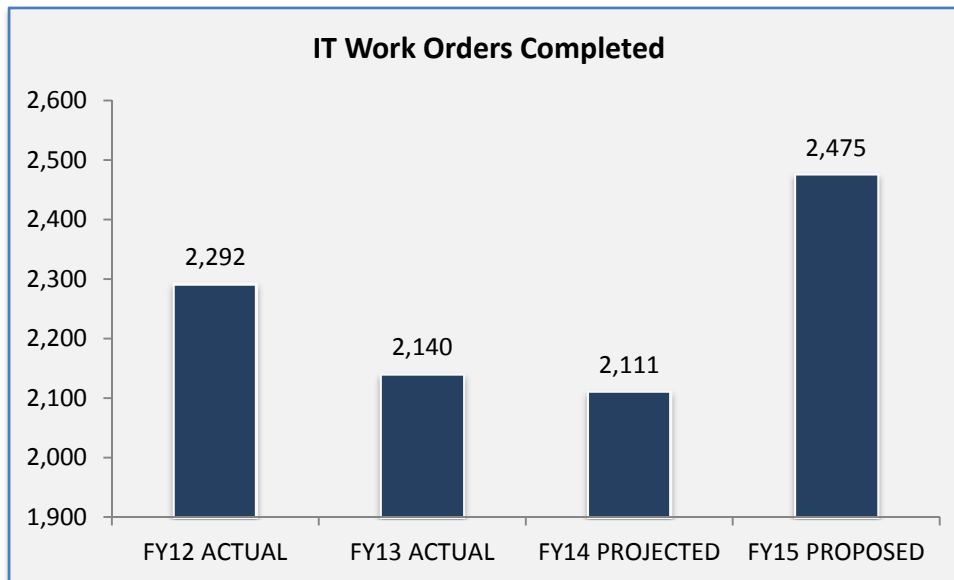 IT Work Orders Completed
2,600
2,500
2,400
2,300
2,200
2,100
2,000
1,900
2,292
2,140
2,111
2,475
FY12 ACTUAL
FY13 ACTUAL
FY14 PROJECTED
FY15 PROPOSED